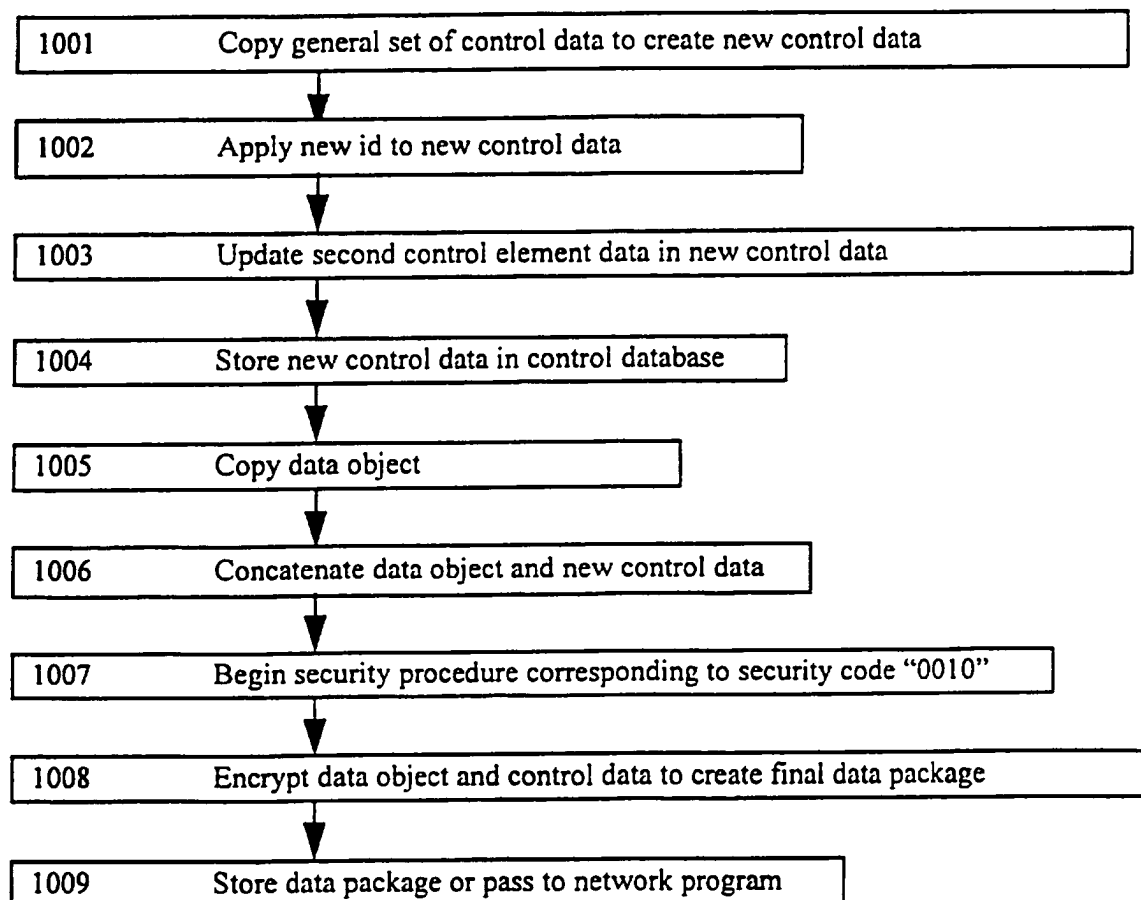 1001 Copy general set of control data to create new control data
1002 Apply new id to new control data
1003 Update second control element data in new control data
1004 Store new control data in control database
1005 Copy data object
1006 Concatenate data object and new control data
1007 Begin security procedure corresponding to security code “0010”
1008 Encrypt data object and control data to create final data package
1009 Store data package or pass to network program